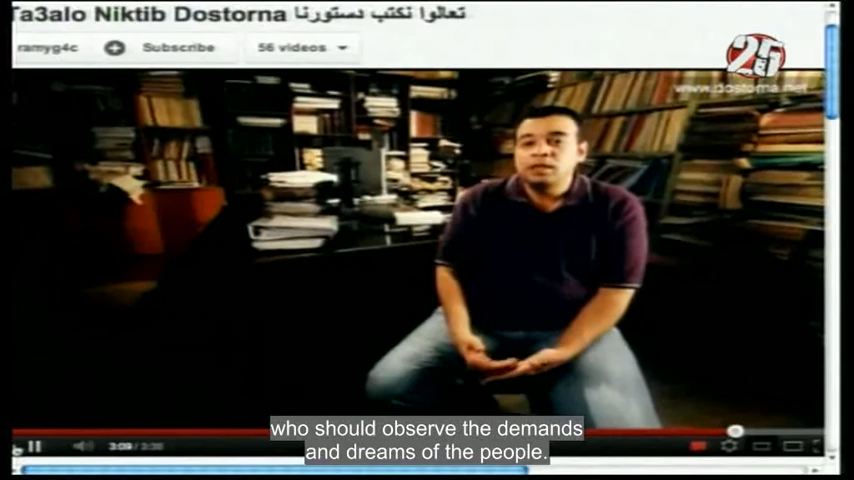 Ta3alo Niktib Dostorna تعالوا نكتب دستورنا
ramyg4c
Subscribe
56 videos
25
www.dostorna.net
who should observe the demands
and dreams of the people.
3:09 / 3:30